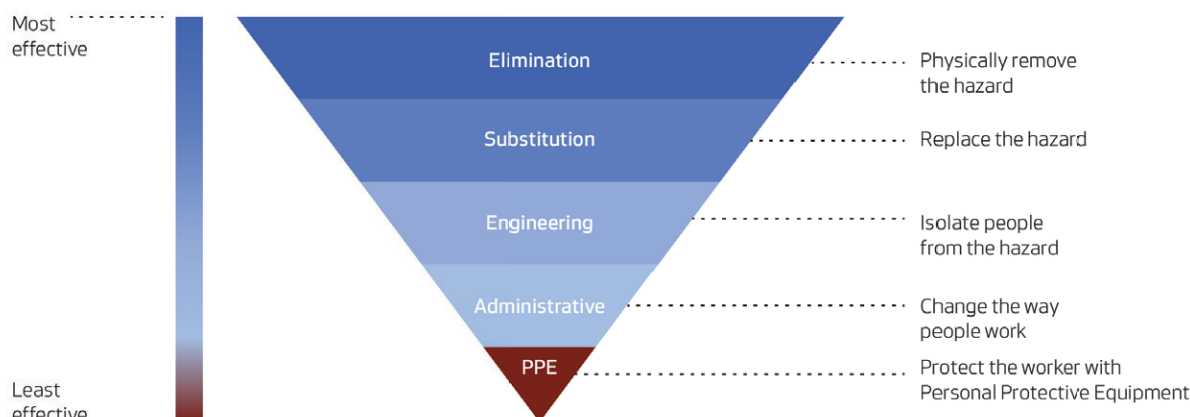 Most
effective
Elimination
Physically remove
the hazard
Substitution
Replace the hazard
Engineering
Isolate people
from the hazard
Administrative
Change the way
people work
PPE
Protect the worker with
Personal Protective Equipment
Least
effective